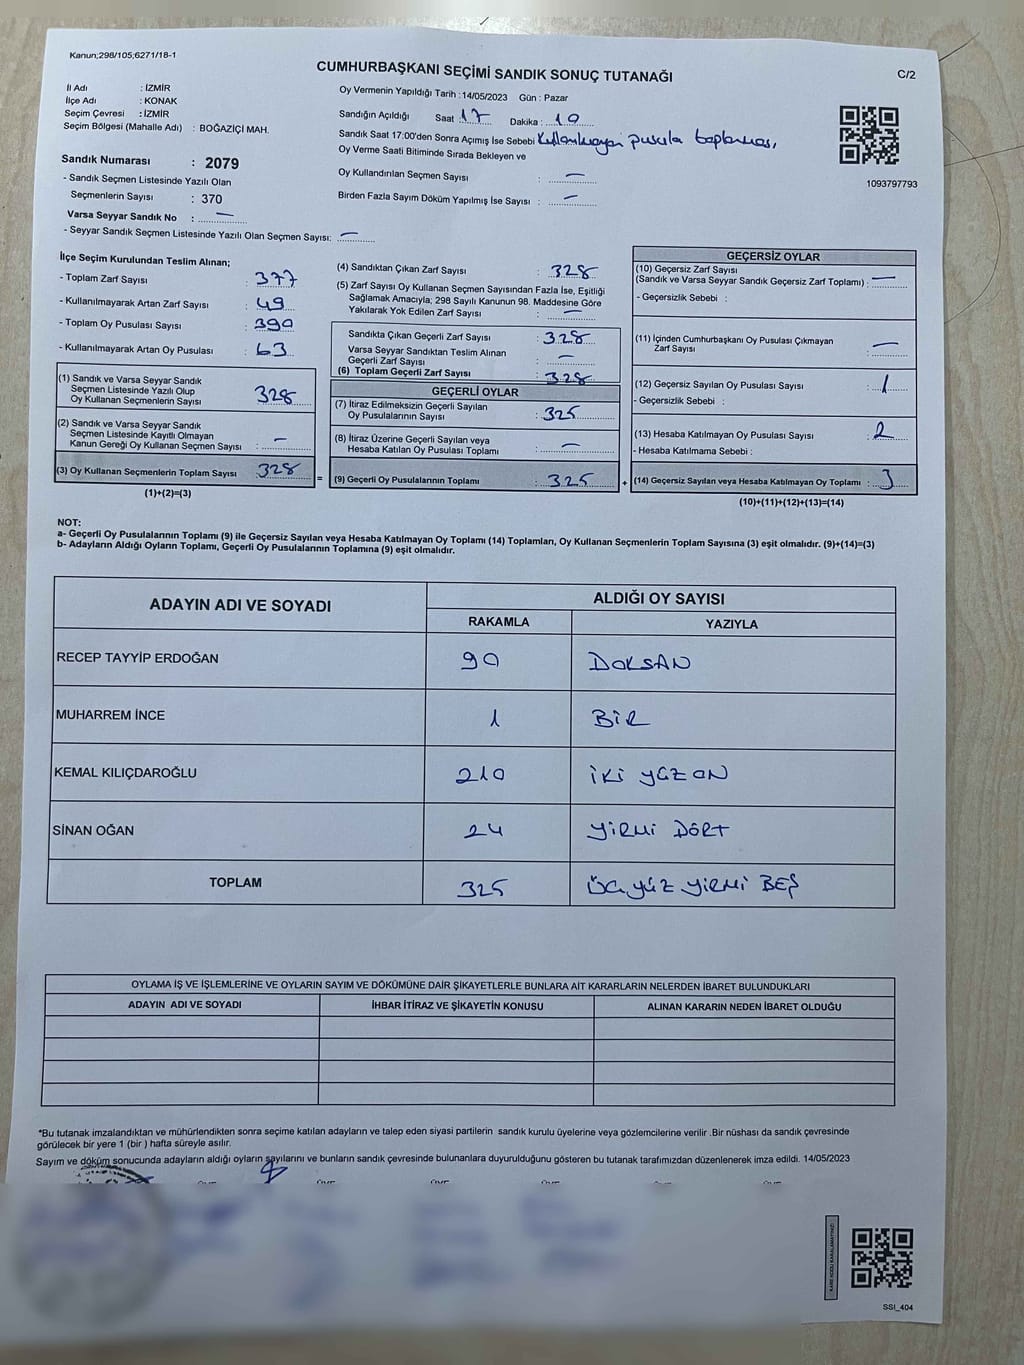 Kanun;298/105;6271/18-1
C/2
CUMHURBAŞKANI SEÇİMİ SANDIK SONUÇ TUTANAĞI
İl Adı : İZMİR
İlçe Adı : KONAK
Seçim Çevresi : İZMİR
Seçim Bölgesi (Mahalle Adı) : BOĞAZİÇİ MAH.
Oy Vermenin Yapıldığı Tarih :14/05/2023 Gün : Pazar
Sandığın Açıldığı Saat : 17 Dakika : 10
Sandık Saat 17:00'den Sonra Açımış İse Sebebi Kullanılmayan pusula toplanması,
Oy Verme Saati Bitiminde Sırada Bekleyen ve
Oy Kullandırılan Seçmen Sayısı : —
Birden Fazla Sayım Döküm Yapılmış İse Sayısı : —
1093797793
Sandık Numarası : 2079
- Sandık Seçmen Listesinde Yazılı Olan
Seçmenlerin Sayısı : 370
Varsa Seyyar Sandık No : —
- Seyyar Sandık Seçmen Listesinde Yazılı Olan Seçmen Sayısı: —
İlçe Seçim Kurulundan Teslim Alınan;
- Toplam Zarf Sayısı : 377
- Kullanılmayarak Artan Zarf Sayısı : 49
- Toplam Oy Pusulası Sayısı : 390
- Kullanılmayarak Artan Oy Pusulası : 63
(1) Sandık ve Varsa Seyyar Sandık
Seçmen Listesinde Yazılı Olup
Oy Kullanan Seçmenlerin Sayısı : 328
(2) Sandık ve Varsa Seyyar Sandık
Seçmen Listesinde Kayıtlı Olmayan
Kanun Gereği Oy Kullanan Seçmen Sayısı : —
(3) Oy Kullanan Seçmenlerin Toplam Sayısı : 328
(1)+(2)=(3)
(4) Sandıktan Çıkan Zarf Sayısı : 328
(5) Zarf Sayısı Oy Kullanan Seçmen Sayısından Fazla İse, Eşitliği
Sağlamak Amacıyla; 298 Sayılı Kanunun 98. Maddesine Göre
Yakılarak Yok Edilen Zarf Sayısı : —
Sandıkta Çıkan Geçerli Zarf Sayısı : 328
Varsa Seyyar Sandıktan Teslim Alınan
Geçerli Zarf Sayısı : —
(6) Toplam Geçerli Zarf Sayısı : 328
GEÇERLİ OYLAR
(7) İtiraz Edilmeksizin Geçerli Sayılan
Oy Pusulalarının Sayısı : 325
(8) İtiraz Üzerine Geçerli Sayılan veya
Hesaba Katılan Oy Pusulası Toplamı : —
= (9) Geçerli Oy Pusulalarının Toplamı : 325
GEÇERSİZ OYLAR
(10) Geçersiz Zarf Sayısı
(Sandık ve Varsa Seyyar Sandık Geçersiz Zarf Toplamı) : —
- Geçersizlik Sebebi :
(11) İçinden Cumhurbaşkanı Oy Pusulası Çıkmayan
Zarf Sayısı : —
(12) Geçersiz Sayılan Oy Pusulası Sayısı : 1
- Geçersizlik Sebebi :
(13) Hesaba Katılmayan Oy Pusulası Sayısı : 2
- Hesaba Katılmama Sebebi :
+ (14) Geçersiz Sayılan veya Hesaba Katılmayan Oy Toplamı : 3
(10)+(11)+(12)+(13)=(14)
NOT:
a- Geçerli Oy Pusulalarının Toplamı (9) ile Geçersiz Sayılan veya Hesaba Katılmayan Oy Toplamı (14) Toplamları, Oy Kullanan Seçmenlerin Toplam Sayısına (3) eşit olmalıdır. (9)+(14)=(3)
b- Adayların Aldığı Oyların Toplamı, Geçerli Oy Pusulalarının Toplamına (9) eşit olmalıdır.
ADAYIN ADI VE SOYADI ALDIĞI OY SAYISI
RAKAMLA YAZIYLA
RECEP TAYYİP ERDOĞAN 90 DOKSAN
MUHARREM İNCE 1 BİR
KEMAL KILIÇDAROĞLU 210 İKİ YÜZ ON
SİNAN OĞAN 24 YİRMİ DÖRT
TOPLAM 325 ÜÇ YÜZ YİRMİ BEŞ
OYLAMA İŞ VE İŞLEMLERİNE VE OYLARIN SAYIM VE DÖKÜMÜNE DAİR ŞİKAYETLERLE BUNLARA AİT KARARLARIN NELERDEN İBARET BULUNDUKLARI
ADAYIN ADI VE SOYADI İHBAR İTİRAZ VE ŞİKAYETİN KONUSU ALINAN KARARIN NEDEN İBARET OLDUĞU
*Bu tutanak imzalandıktan ve mühürlendikten sonra seçime katılan adayların ve talep eden siyasi partilerin sandık kurulu üyelerine veya gözlemcilerine verilir .Bir nüshası da sandık çevresinde
görülecek bir yere 1 (bir ) hafta süreyle asılır.
Sayım ve döküm sonucunda adayların aldığı oyların sayılarını ve bunların sandık çevresinde bulunanlara duyurulduğunu gösteren bu tutanak tarafımızdan düzenlenerek imza edildi. 14/05/2023
KARE KODU KARALAMAYINIZ!
SSI_404